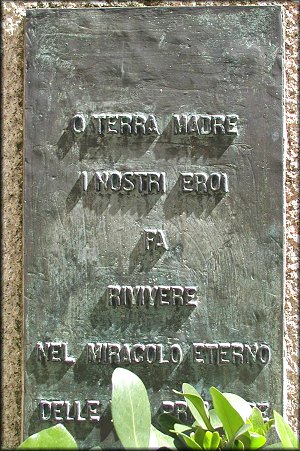 O TERRA MADRE
I NOSTRI EROI
FA
RIVIVERE
NEL MIRACOLO ETERNO
DELLE